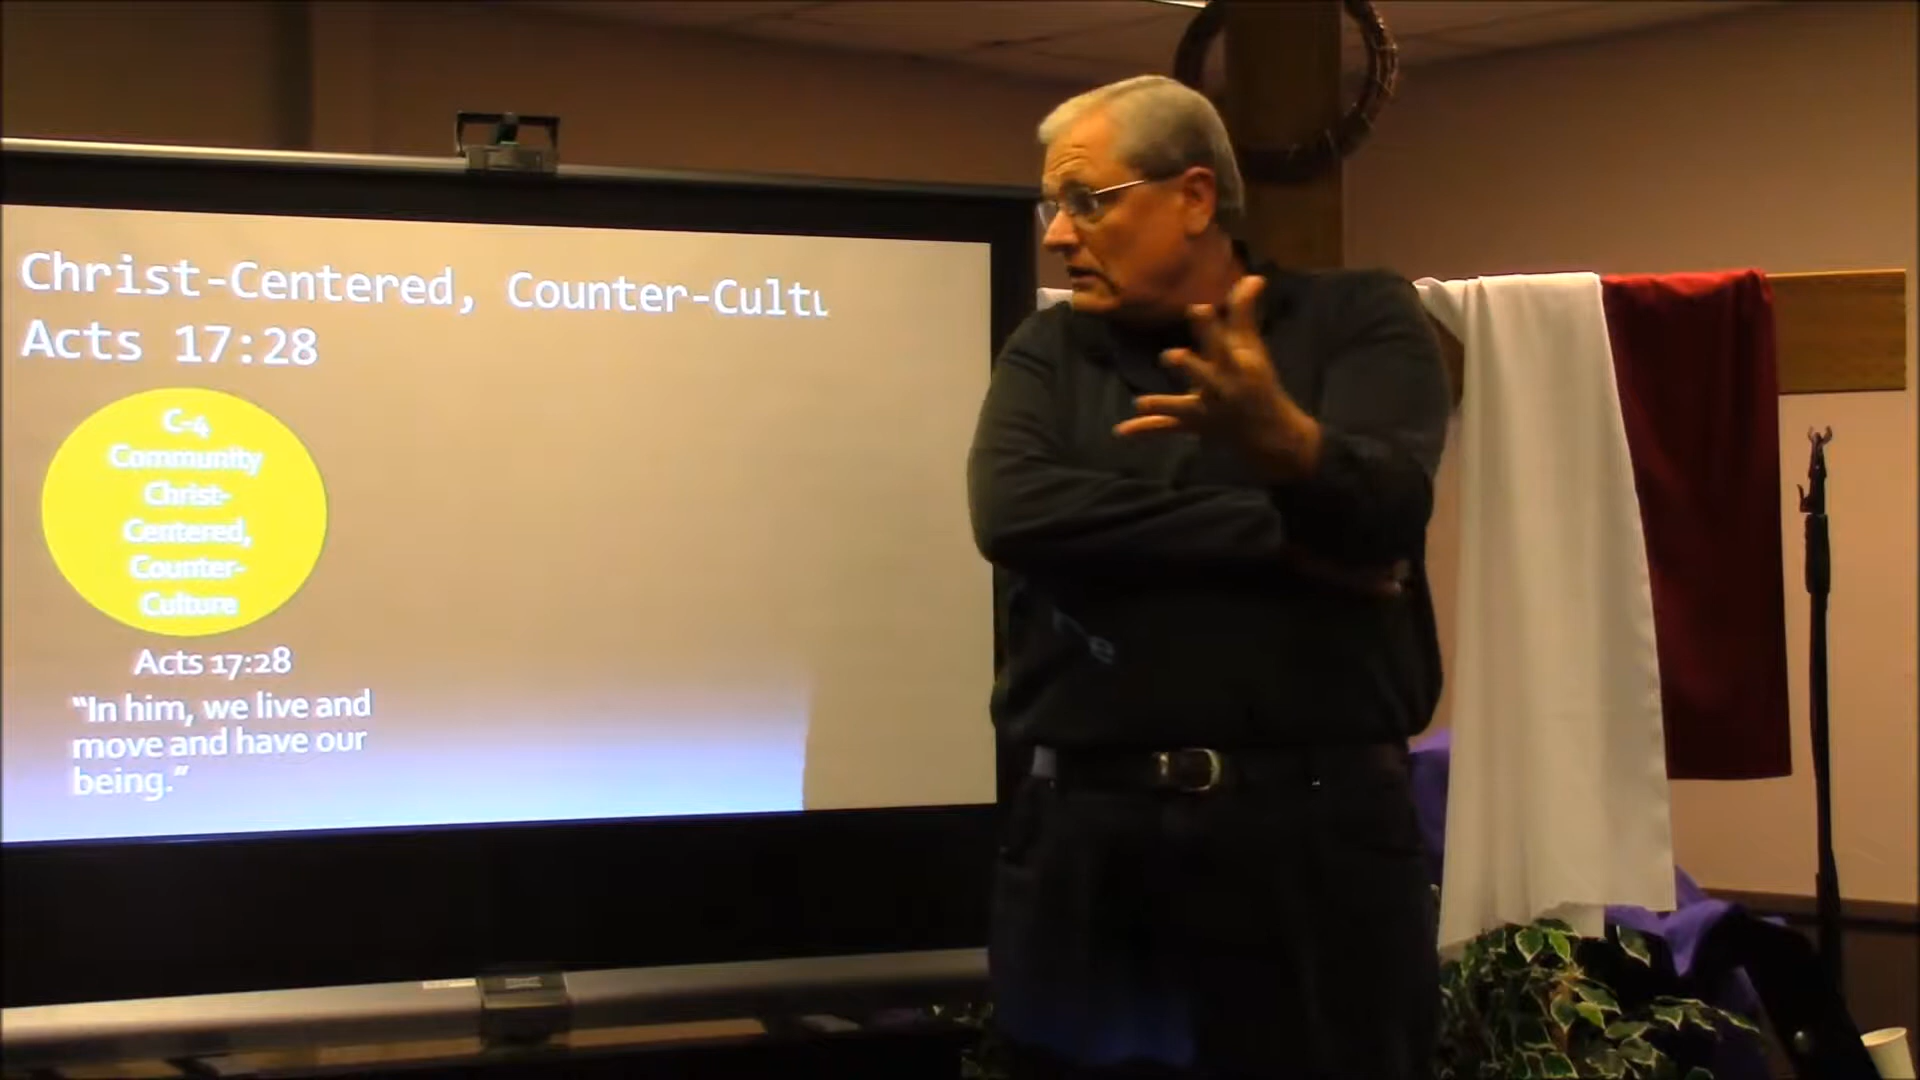 Christ-Centered, Counter-Cultu
Acts 17:28
C-4
Community
Christ-
Centered,
Counter-
Culture
Acts 17:28
“In him, we live and
move and have our
being.”